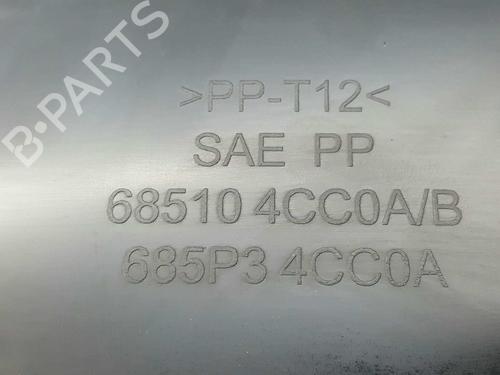 B-PARTS
>PP-T12<
SAE PP
68510 4CC0A/B
685P3 4CC0A